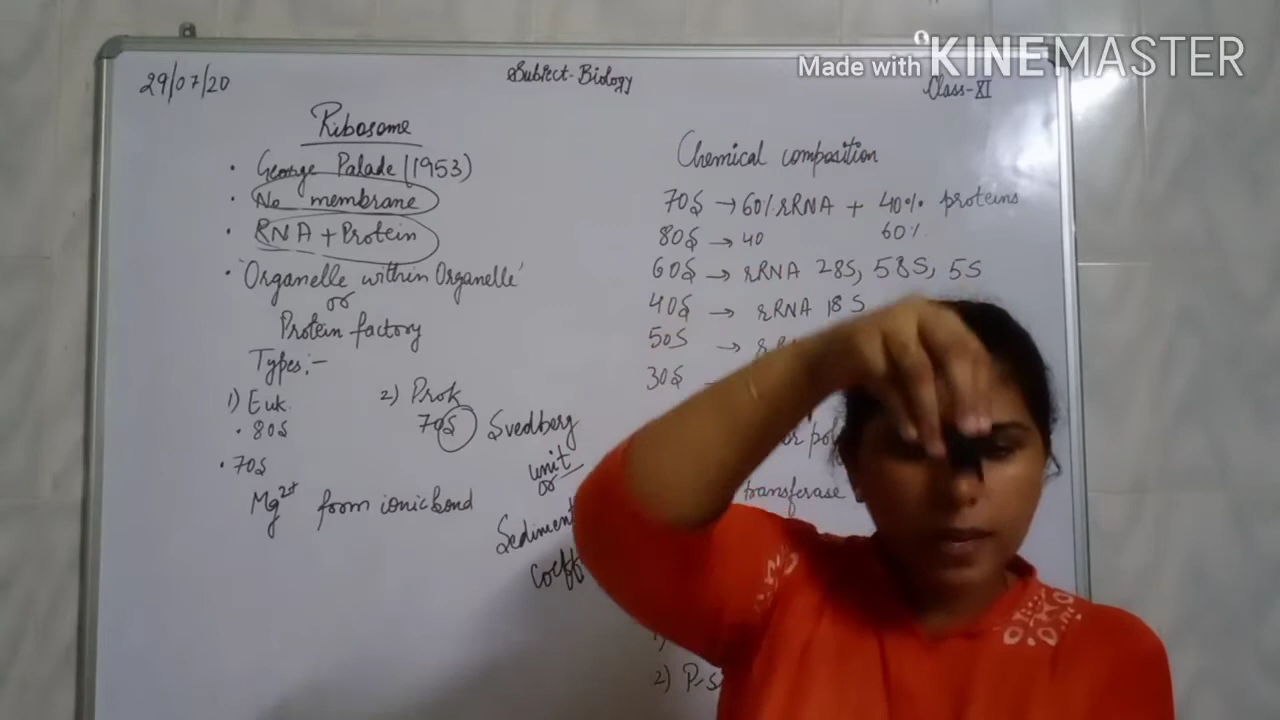 Made with KINEMASTER
29/07/20
Subject-Biology
Class-XI
Ribosome
• George Palade (1953)
• No membrane
• RNA + Protein
• 'Organelle within Organelle'
or
Protein factory
Types:-
1) Euk.
• 80S
• 70S
2) Prok
70S
Svedberg
unit
or
Sediment
coeff
Mg2+ form ionic bond
Chemical composition
70S → 60% rRNA + 40% proteins
80S → 40 60%
60S → rRNA 28S, 58S, 5S
40S → rRNA 18S
50S →
30S
transferase
1)
2) P-s